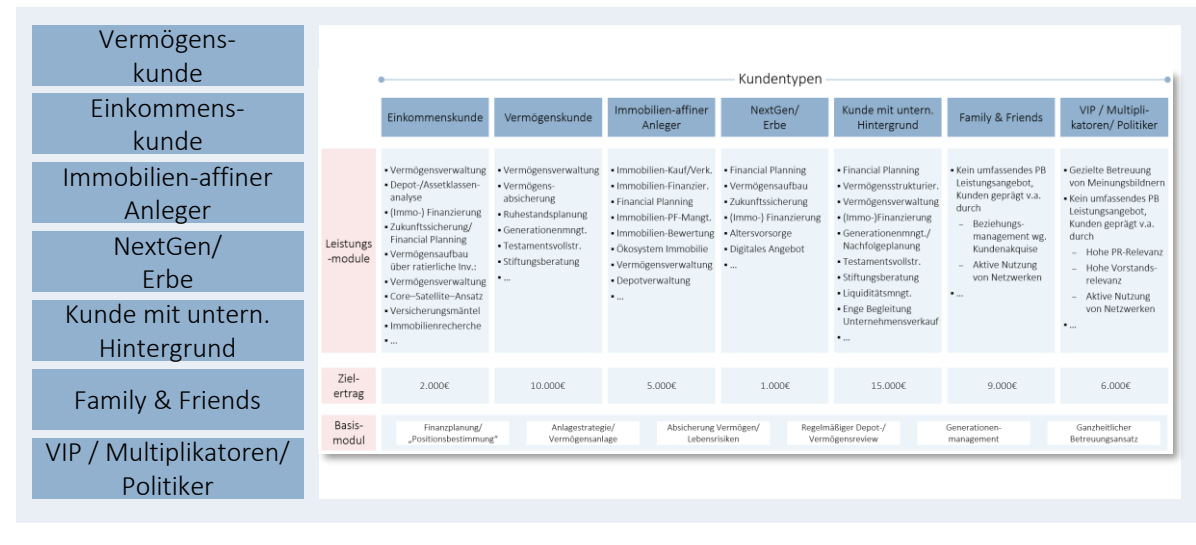 Vermögens-
kunde
Einkommens-
kunde
Immobilien-affiner
Anleger
NextGen/
Erbe
Kunde mit untern.
Hintergrund
Family & Friends
VIP / Multiplikatoren/
Politiker
Kundentypen
Einkommenskunde
Vermögenskunde
Immobilien-affiner
Anleger
NextGen/
Erbe
Kunde mit untern.
Hintergrund
Family & Friends
VIP / Multipli-
katoren/ Politiker
Leistungs
-module
▪ Vermögensverwaltung
▪ Depot-/Assetklassen-
analyse
▪ (Immo-) Finanzierung
▪ Zukunftssicherung/
Financial Planning
▪ Vermögensaufbau
über ratierliche Inv.:
▪ Vermögensverwaltung
▪ Core–Satellite–Ansatz
▪ Versicherungsmäntel
▪ Immobilienrecherche
▪ ...
▪ Vermögensverwaltung
▪ Vermögens-
absicherung
▪ Ruhestandsplanung
▪ Generationenmngt.
▪ Testamentsvollstr.
▪ Stiftungsberatung
▪ ...
▪ Immobilien-Kauf/Verk.
▪ Immobilien-Finanzier.
▪ Financial Planning
▪ Immobilien-PF-Mangt.
▪ Immobilien-Bewertung
▪ Ökosystem Immobilie
▪ Vermögensverwaltung
▪ Depotverwaltung
▪ ...
▪ Financial Planning
▪ Vermögensaufbau
▪ Zukunftssicherung
▪ (Immo-) Finanzierung
▪ Altersvorsorge
▪ Digitales Angebot
▪ ...
▪ Financial Planning
▪ Vermögensstrukturier.
▪ Vermögensverwaltung
▪ (Immo-)Finanzierung
▪ Generationenmngt./
Nachfolgeplanung
▪ Testamentsvollstr.
▪ Stiftungsberatung
▪ Liquiditätsmngt.
▪ Enge Begleitung
Unternehmensverkauf
▪ ...
▪ Kein umfassendes PB
Leistungsangebot,
Kunden geprägt v.a.
durch
– Beziehungs-
management wg.
Kundenakquise
– Aktive Nutzung
von Netzwerken
▪ ...
▪ Gezielte Betreuung
von Meinungsbildnern
▪ Kein umfassendes PB
Leistungsangebot,
Kunden geprägt v.a.
durch
– Hohe PR-Relevanz
– Hohe Vorstands-
relevanz
– Aktive Nutzung
von Netzwerken
▪ ...
Ziel-
ertrag
2.000€
10.000€
5.000€
1.000€
15.000€
9.000€
6.000€
Basis-
modul
Finanzplanung/
„Positionsbestimmung“
Anlagestrategie/
Vermögensanlage
Absicherung Vermögen/
Lebensrisiken
Regelmäßiger Depot-/
Vermögensreview
Generationen-
management
Ganzheitlicher
Betreuungsansatz